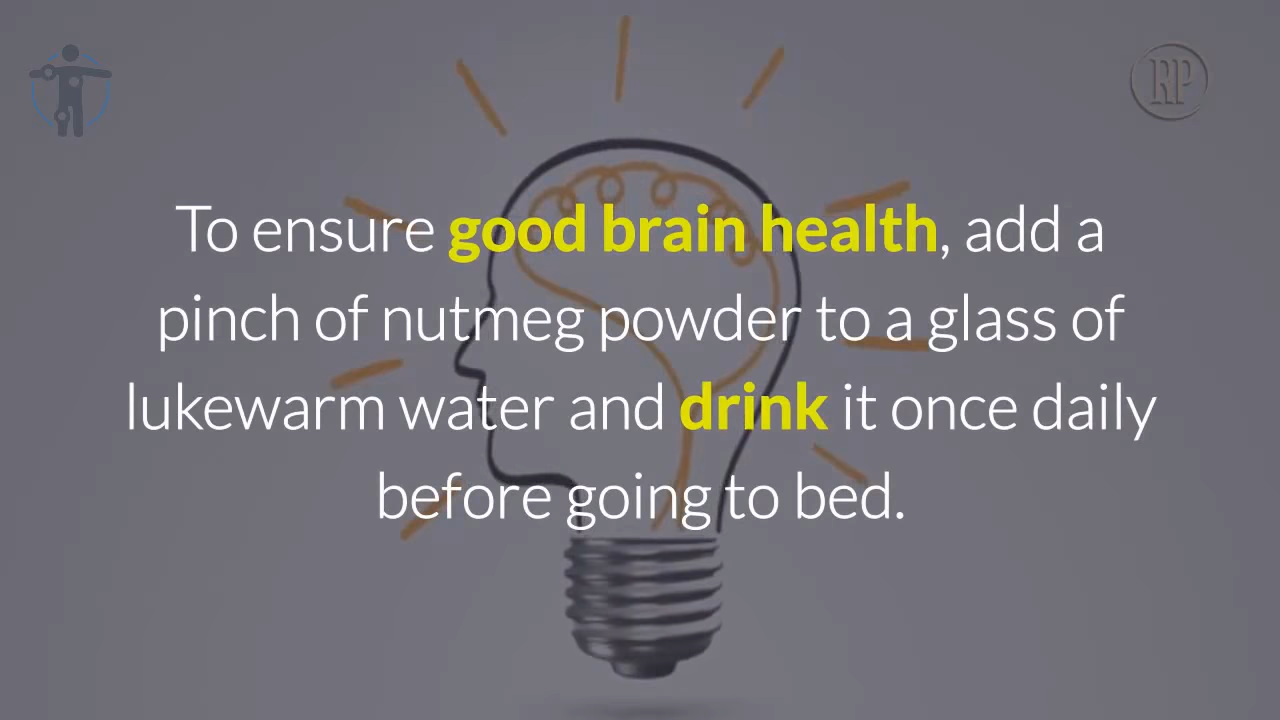 RP
To ensure good brain health, add a
pinch of nutmeg powder to a glass of
lukewarm water and drink it once daily
before going to bed.